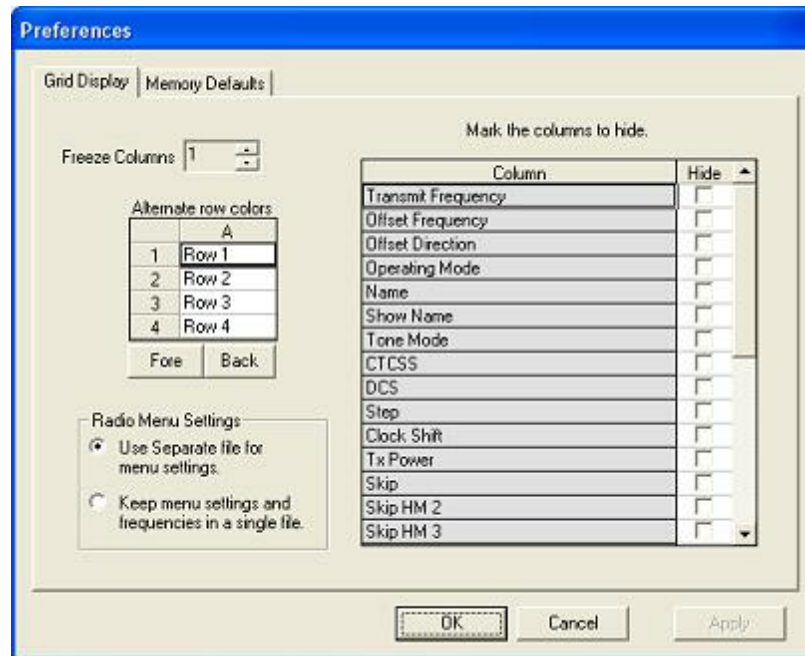 Preferences
Grid Display
Memory Defaults
Freeze Columns 1
Alternate row colors
A
1 Row 1
2 Row 2
3 Row 3
4 Row 4
Fore Back
Radio Menu Settings
Use Separate file for
menu settings.
Keep menu settings and
frequencies in a single file.
Mark the columns to hide.
Column Hide
Transmit Frequency
Offset Frequency
Offset Direction
Operating Mode
Name
Show Name
Tone Mode
CTCSS
DCS
Step
Clock Shift
Tx Power
Skip
Skip HM 2
Skip HM 3
OK Cancel Apply